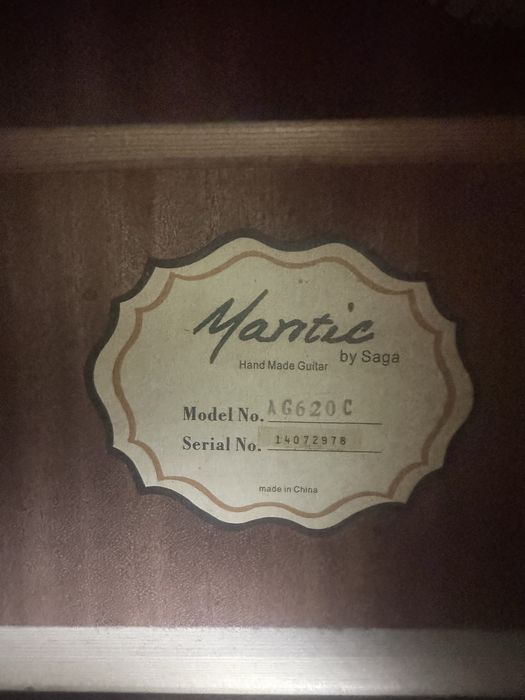 Mantic
by Saga
Hand Made Guitar
Model No. AG620C
Serial No. 14072978
made in China